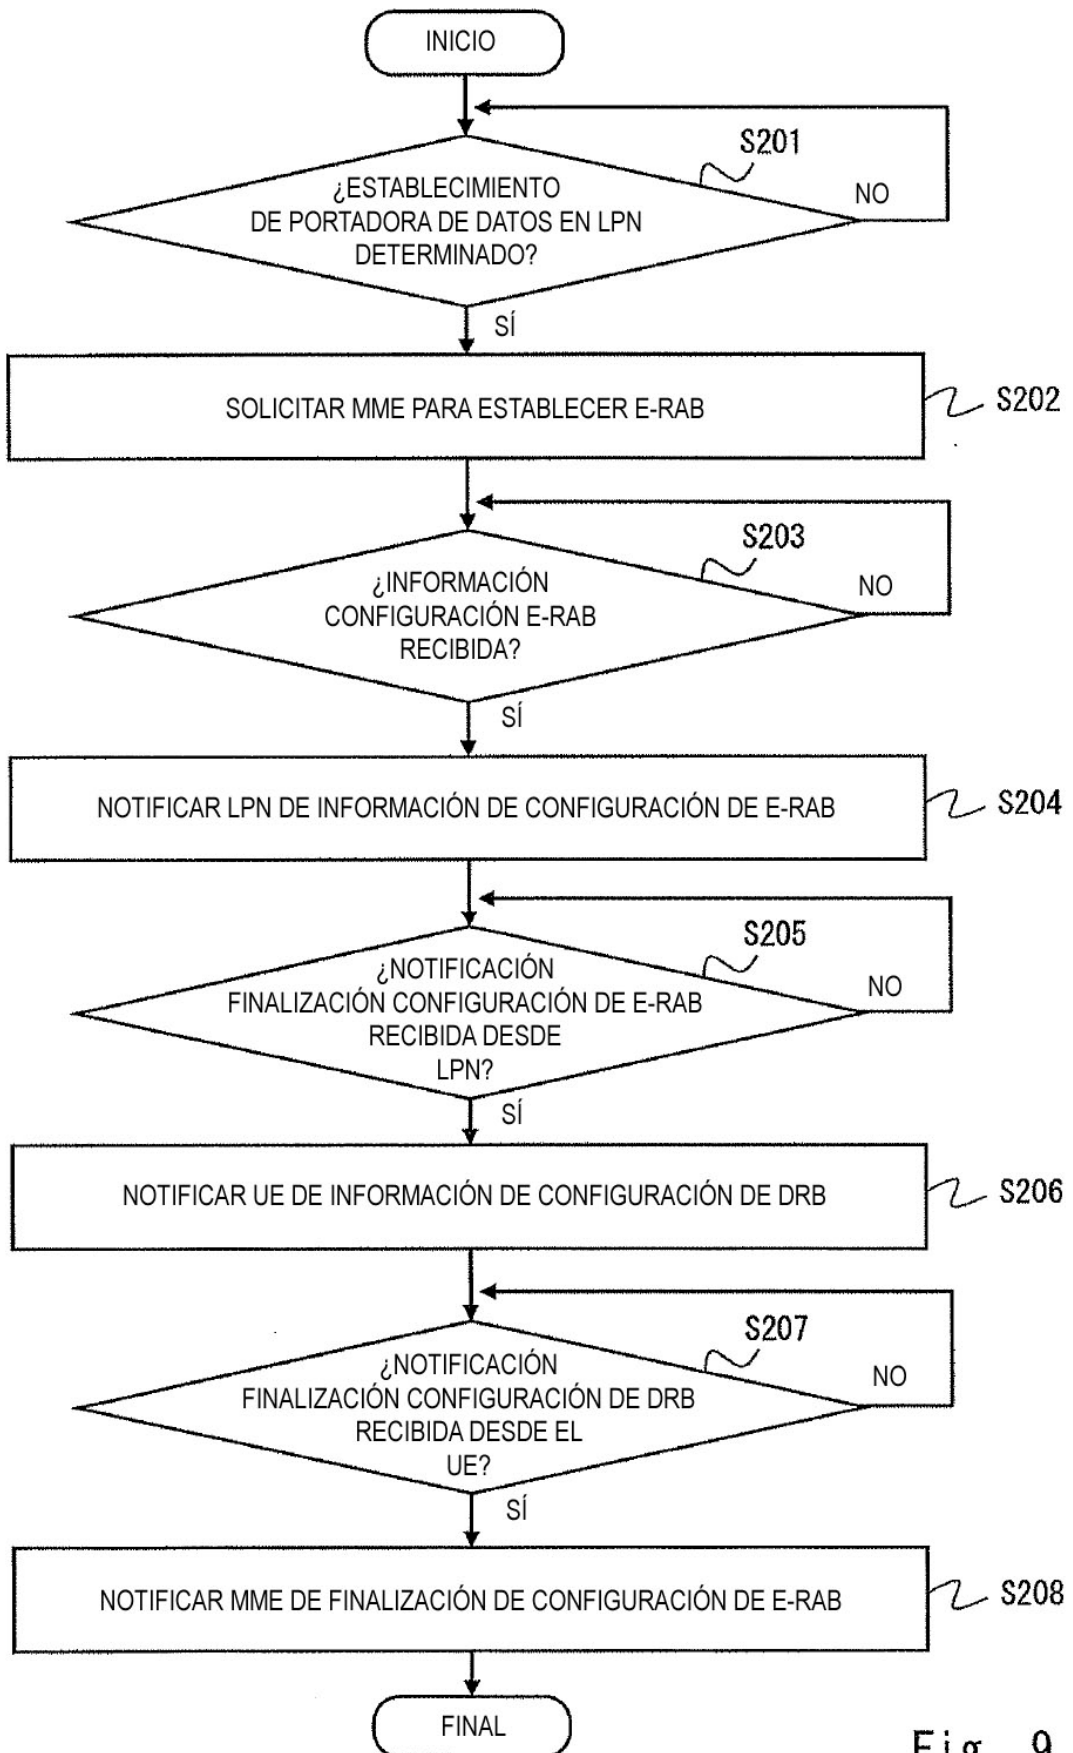 INICIO
S201
¿ESTABLECIMIENTO
DE PORTADORA DE DATOS EN LPN
DETERMINADO?
NO
SÍ
SOLICITAR MME PARA ESTABLECER E-RAB
S202
S203
¿INFORMACIÓN
CONFIGURACIÓN E-RAB
RECIBIDA?
NO
SÍ
NOTIFICAR LPN DE INFORMACIÓN DE CONFIGURACIÓN DE E-RAB
S204
S205
¿NOTIFICACIÓN
FINALIZACIÓN CONFIGURACIÓN DE E-RAB
RECIBIDA DESDE
LPN?
NO
SÍ
NOTIFICAR UE DE INFORMACIÓN DE CONFIGURACIÓN DE DRB
S206
S207
¿NOTIFICACIÓN
FINALIZACIÓN CONFIGURACIÓN DE DRB
RECIBIDA DESDE EL
UE?
NO
SÍ
NOTIFICAR MME DE FINALIZACIÓN DE CONFIGURACIÓN DE E-RAB
S208
FINAL
Fig. 9